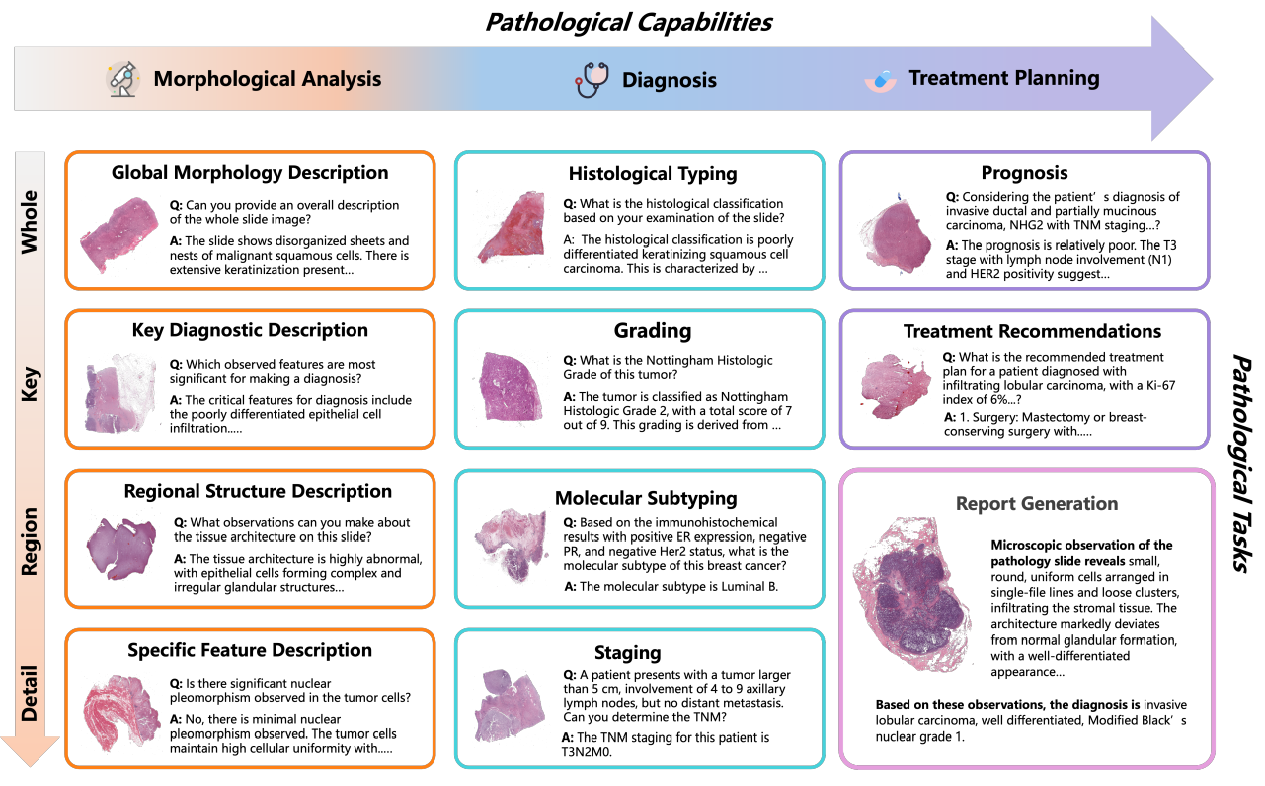 Pathological Capabilities
Morphological Analysis
Diagnosis
Treatment Planning
Whole
Key
Region
Detail
Pathological Tasks
Global Morphology Description
Q: Can you provide an overall description
of the whole slide image?
A: The slide shows disorganized sheets and
nests of malignant squamous cells. There is
extensive keratinization present...
Histological Typing
Q: What is the histological classification
based on your examination of the slide?
A: The histological classification is poorly
differentiated keratinizing squamous cell
carcinoma. This is characterized by ...
Prognosis
Q: Considering the patient's diagnosis of
invasive ductal and partially mucinous
carcinoma, NHG2 with TNM staging...?
A: The prognosis is relatively poor. The T3
stage with lymph node involvement (N1)
and HER2 positivity suggest...
Key Diagnostic Description
Q: Which observed features are most
significant for making a diagnosis?
A: The critical features for diagnosis include
the poorly differentiated epithelial cell
infiltration.....
Grading
Q: What is the Nottingham Histologic
Grade of this tumor?
A: The tumor is classified as Nottingham
Histologic Grade 2, with a total score of 7
out of 9. This grading is derived from ...
Treatment Recommendations
Q: What is the recommended treatment
plan for a patient diagnosed with
infiltrating lobular carcinoma, with a Ki-67
index of 6%...?
A: 1. Surgery: Mastectomy or breast-
conserving surgery with.....
Regional Structure Description
Q: What observations can you make about
the tissue architecture on this slide?
A: The tissue architecture is highly abnormal,
with epithelial cells forming complex and
irregular glandular structures...
Molecular Subtyping
Q: Based on the immunohistochemical
results with positive ER expression, negative
PR, and negative Her2 status, what is the
molecular subtype of this breast cancer?
A: The molecular subtype is Luminal B.
Specific Feature Description
Q: Is there significant nuclear
pleomorphism observed in the tumor cells?
A: No, there is minimal nuclear
pleomorphism observed. The tumor cells
maintain high cellular uniformity with.....
Staging
Q: A patient presents with a tumor larger
than 5 cm, involvement of 4 to 9 axillary
lymph nodes, but no distant metastasis.
Can you determine the TNM?
A: The TNM staging for this patient is
T3N2M0.
Report Generation
Microscopic observation of the
pathology slide reveals small,
round, uniform cells arranged in
single-file lines and loose clusters,
infiltrating the stromal tissue. The
architecture markedly deviates
from normal glandular formation,
with a well-differentiated
appearance...
Based on these observations, the diagnosis is invasive
lobular carcinoma, well differentiated, Modified Black's
nuclear grade 1.